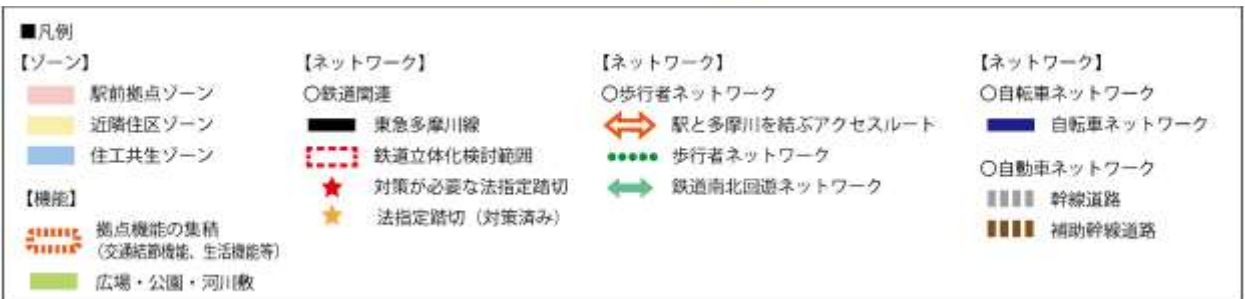 ■凡例
【ゾーン】
駅前拠点ゾーン
近隣住区ゾーン
住工共生ゾーン
【機能】
拠点機能の集積
（交通結節機能、生活機能等）
広場・公園・河川敷
【ネットワーク】
○鉄道関連
東急多摩川線
鉄道立体化検討範囲
対策が必要な法指定踏切
法指定踏切（対策済み）
【ネットワーク】
○歩行者ネットワーク
駅と多摩川を結ぶアクセスルート
歩行者ネットワーク
鉄道南北回遊ネットワーク
【ネットワーク】
○自転車ネットワーク
自転車ネットワーク
○自動車ネットワーク
幹線道路
補助幹線道路